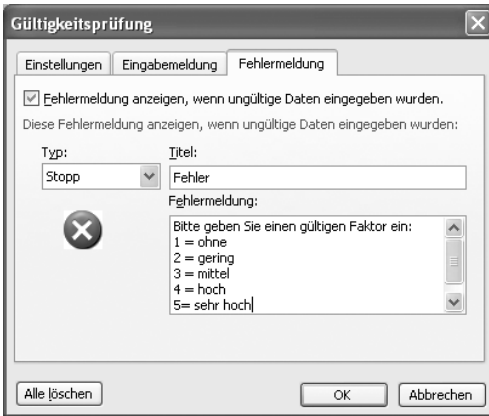 Gültigkeitsprüfung
Einstellungen Eingabemeldung Fehlermeldung
Fehlermeldung anzeigen, wenn ungültige Daten eingegeben wurden.
Diese Fehlermeldung anzeigen, wenn ungültige Daten eingegeben wurden:
Typ: Titel:
Stopp Fehler
Fehlermeldung:
Bitte geben Sie einen gültigen Faktor ein:
1 = ohne
2 = gering
3 = mittel
4 = hoch
5= sehr hoch
Alle löschen OK Abbrechen